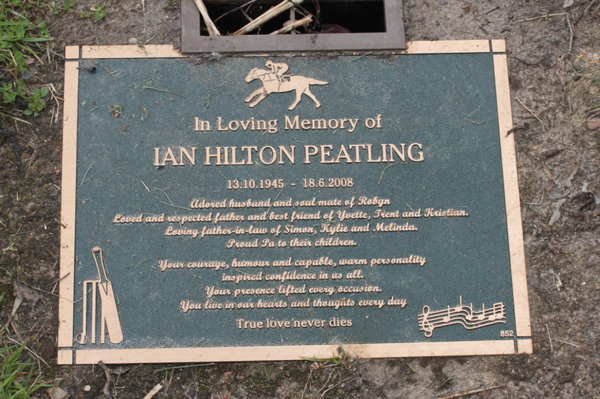 In Loving Memory of
IAN HILTON PEATLING
13.10.1945 - 18.6.2008
Adored husband and soul mate of Robyn
Loved and respected father and best friend of Yvette, Trent and Kristian.
Loving father-in-law of Simon, Kylie and Melinda.
Proud Pa to their children.
Your courage, humour and capable, warm personality
inspired confidence in us all.
Your presence lifted every occasion.
You live in our hearts and thoughts every day
True love never dies
852